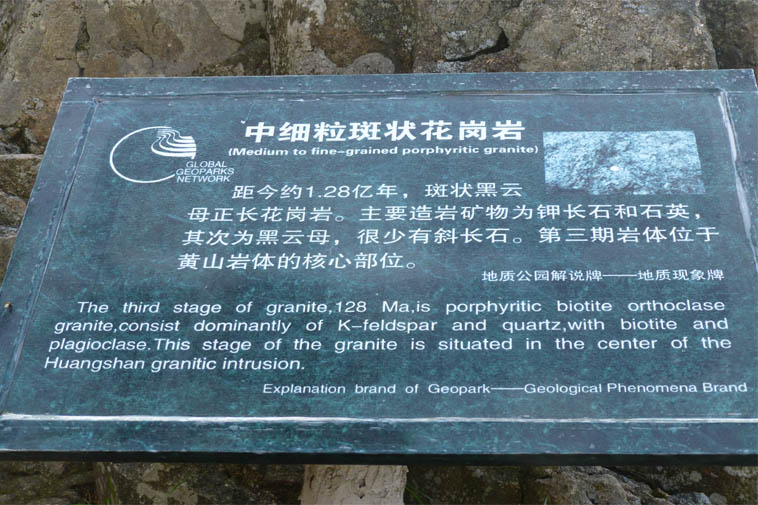 中细粒斑状花岗岩
(Medium to fine-grained porphyritic granite)
GLOBAL
GEOPARKS
NETWORK
距今约1.28亿年，斑状黑云
母正长花岗岩。主要造岩矿物为钾长石和石英，
其次为黑云母，很少有斜长石。第三期岩体位于
黄山岩体的核心部位。
地质公园解说牌——地质现象牌
The third stage of granite,128 Ma,is porphyritic biotite orthoclase
granite,consist dominantly of K-feldspar and quartz,with biotite and
plagioclase.This stage of the granite is situated in the center of the
Huangshan granitic intrusion.
Explanation brand of Geopark——Geological Phenomena Brand